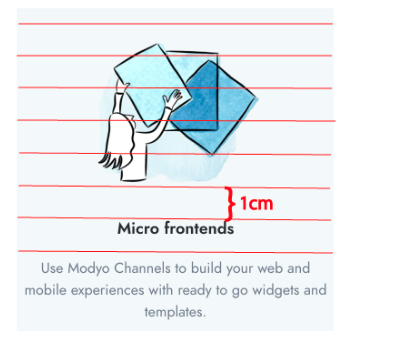 1cm
Micro frontends
Use Modyo Channels to build your web and
mobile experiences with ready to go widgets and
templates.